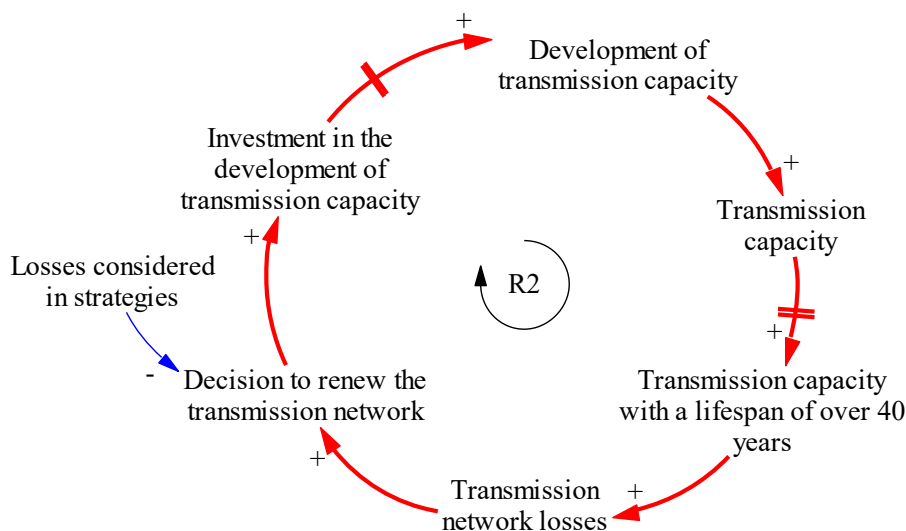 +
Development of
transmission capacity
Investment in the
development of
transmission capacity
+
Transmission
capacity
+
Losses considered
in strategies
R2
+
-
Decision to renew the
transmission network
Transmission capacity
with a lifespan of over 40
years
+
Transmission
network losses
+